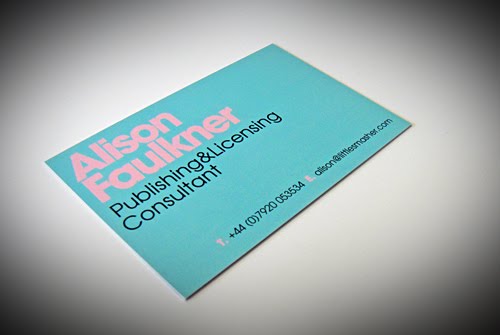 Alison
Faulkner
Publishing&Licensing
Consultant
T. +44 (0)7920 053534 E. alison@littlesmasher.com